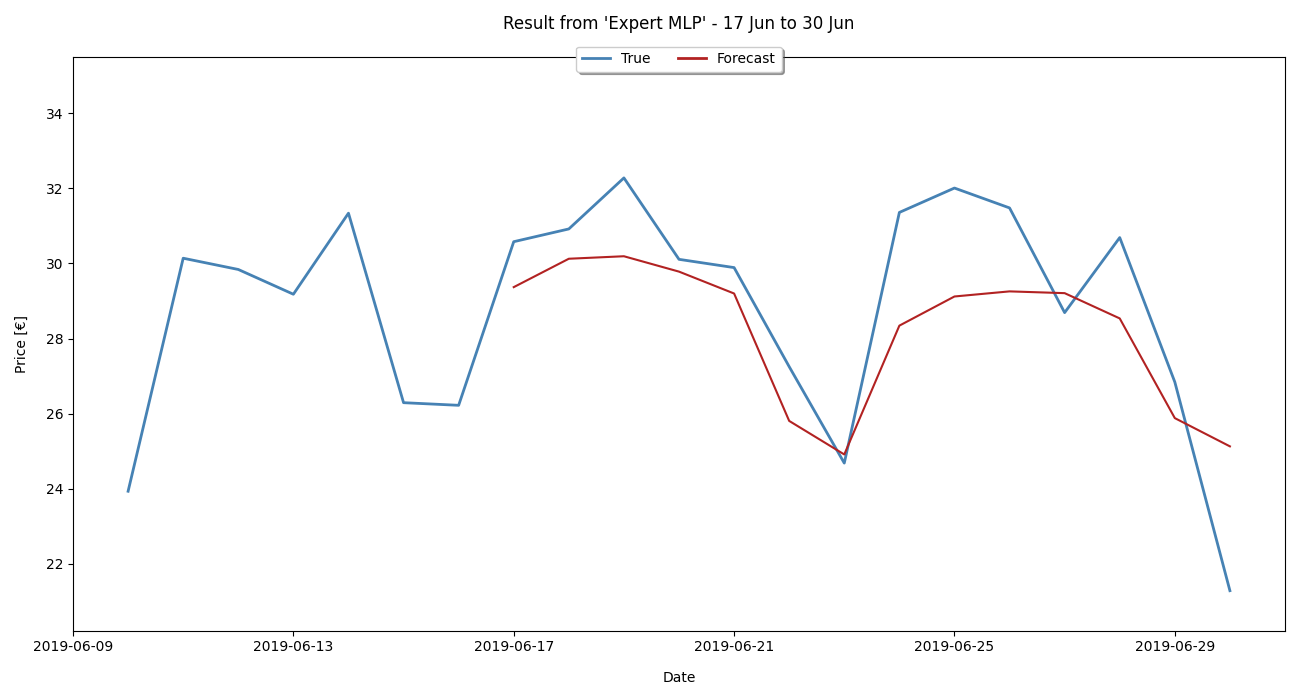 Result from 'Expert MLP' - 17 Jun to 30 Jun
True Forecast
34
32
30
28
26
24
22
Price [€]
2019-06-09 2019-06-13 2019-06-17 2019-06-21 2019-06-25 2019-06-29
Date